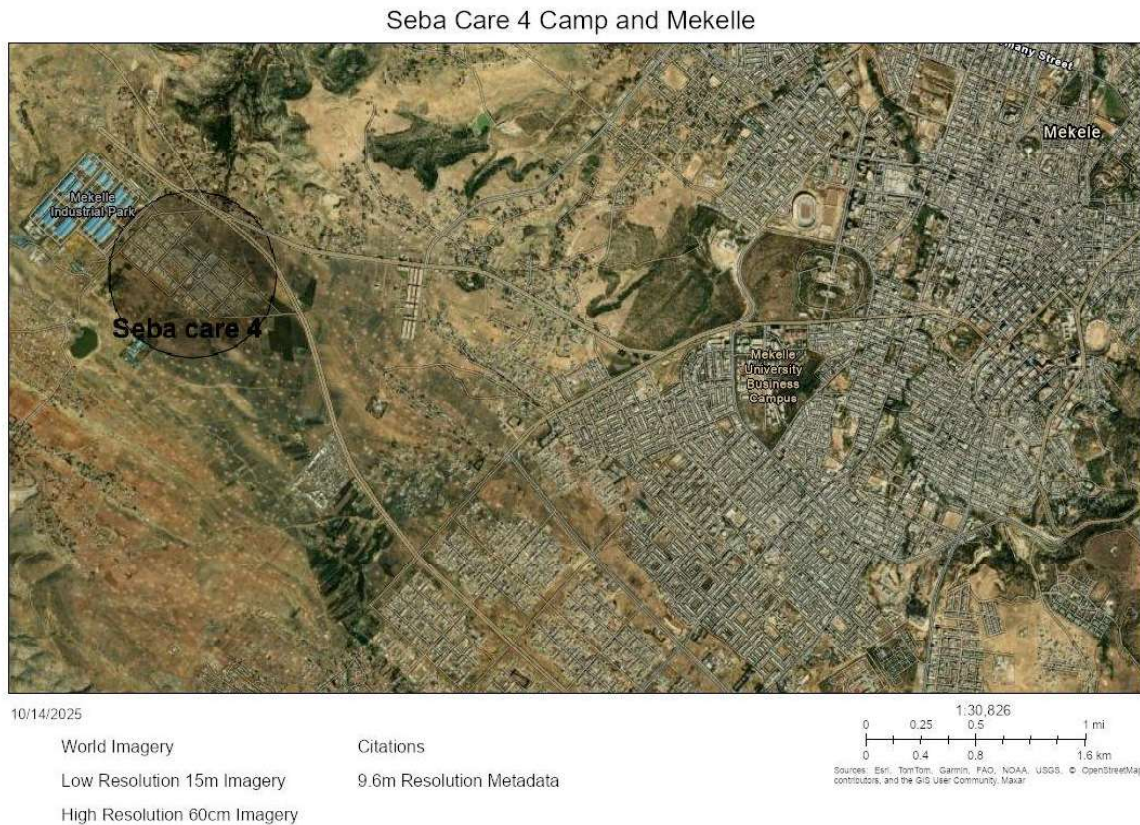 Seba Care 4 Camp and Mekelle
many Street
Mekele
Mekelle
Industrial Park
Seba care 4
Mekelle
University
Business
Campus
10/14/2025
1:30,826
0 0.25 0.5 1 mi
0 0.4 0.8 1.6 km
World Imagery
Low Resolution 15m Imagery
High Resolution 60cm Imagery
Citations
9.6m Resolution Metadata
Sources: Esri, TomTom, Garmin, FAO, NOAA, USGS, © OpenStreetMap
contributors, and the GIS User Community, Maxar